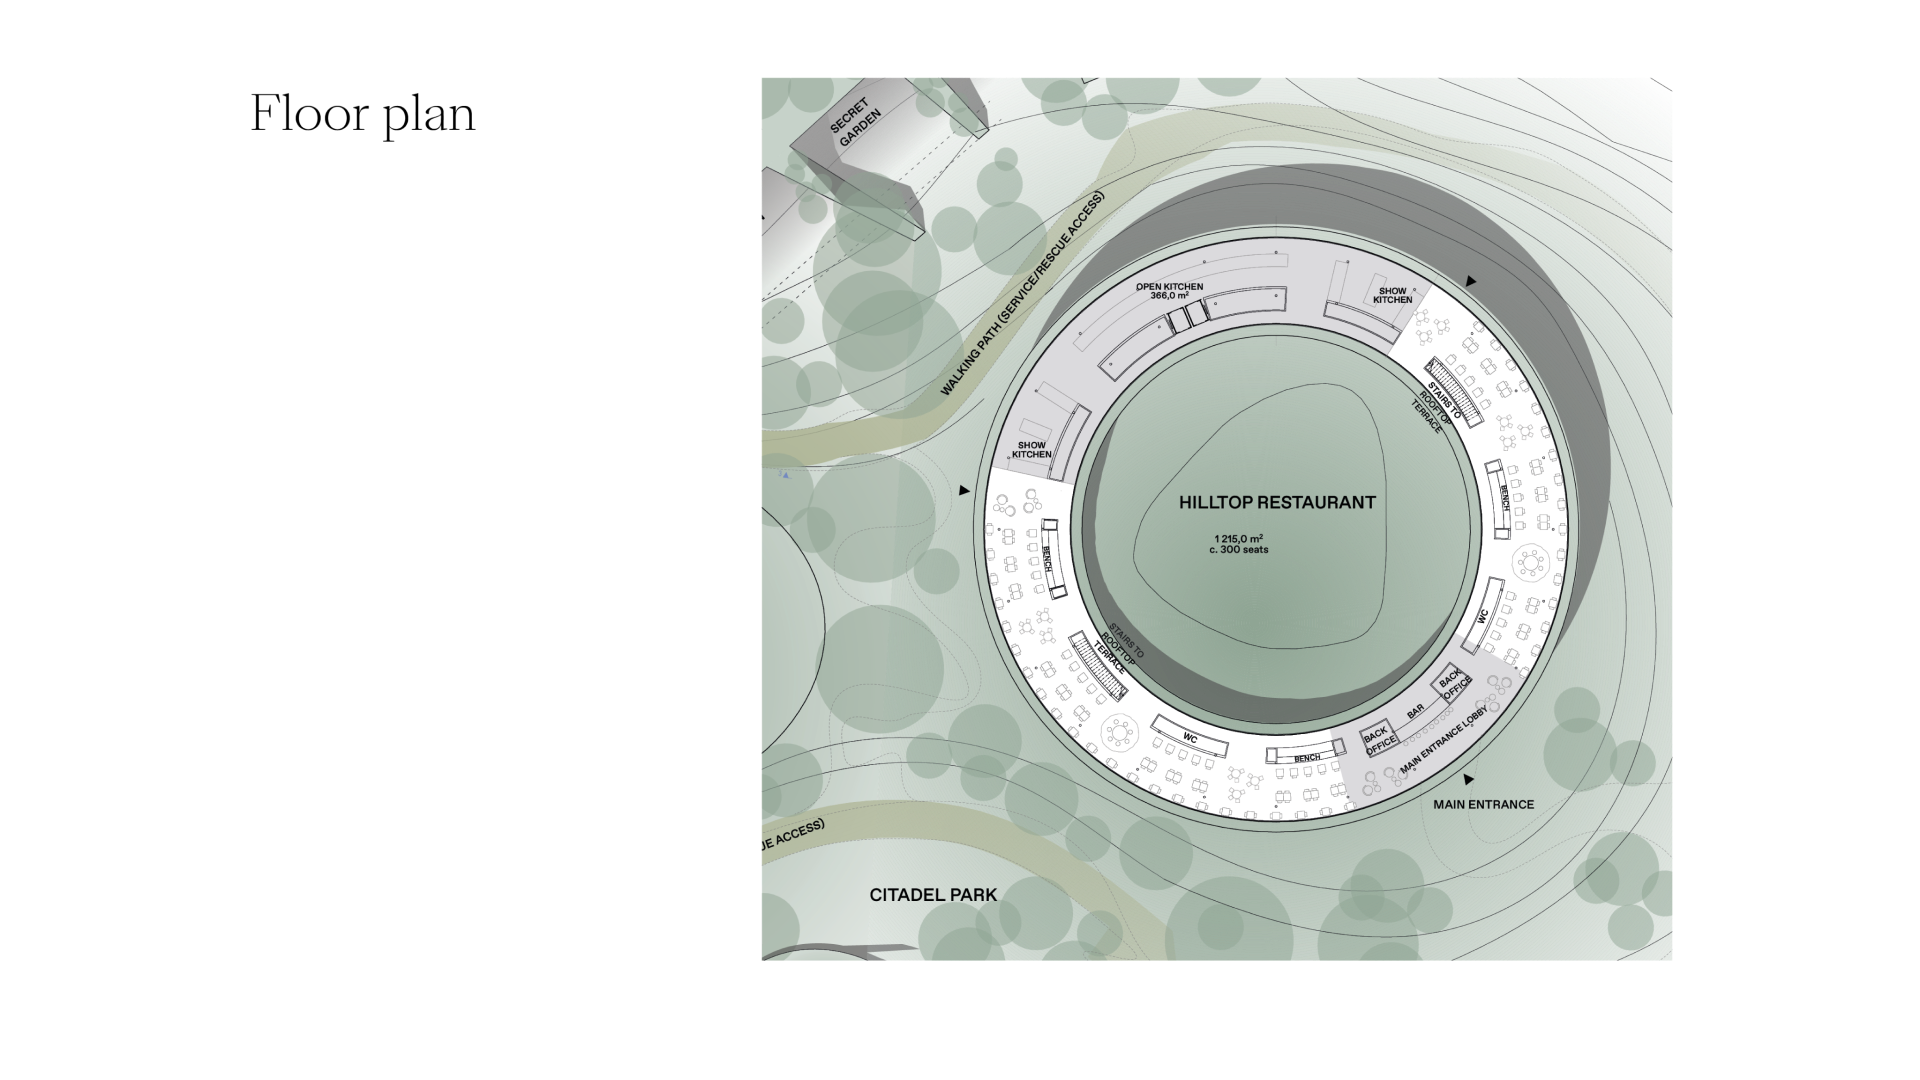 Floor plan
SECRET
GARDEN
WALKING PATH (SERVICE/RESCUE ACCESS)
OPEN KITCHEN
366,0 m²
SHOW
KITCHEN
STAIRS TO
ROOFTOP
TERRACE
SHOW
KITCHEN
BENCH
HILLTOP RESTAURANT
1 215,0 m²
c. 300 seats
BENCH
WC
STAIRS TO
ROOFTOP
TERRACE
BACK
OFFICE
BAR
WC
BACK
OFFICE
MAIN ENTRANCE LOBBY
BENCH
MAIN ENTRANCE
UE ACCESS)
CITADEL PARK